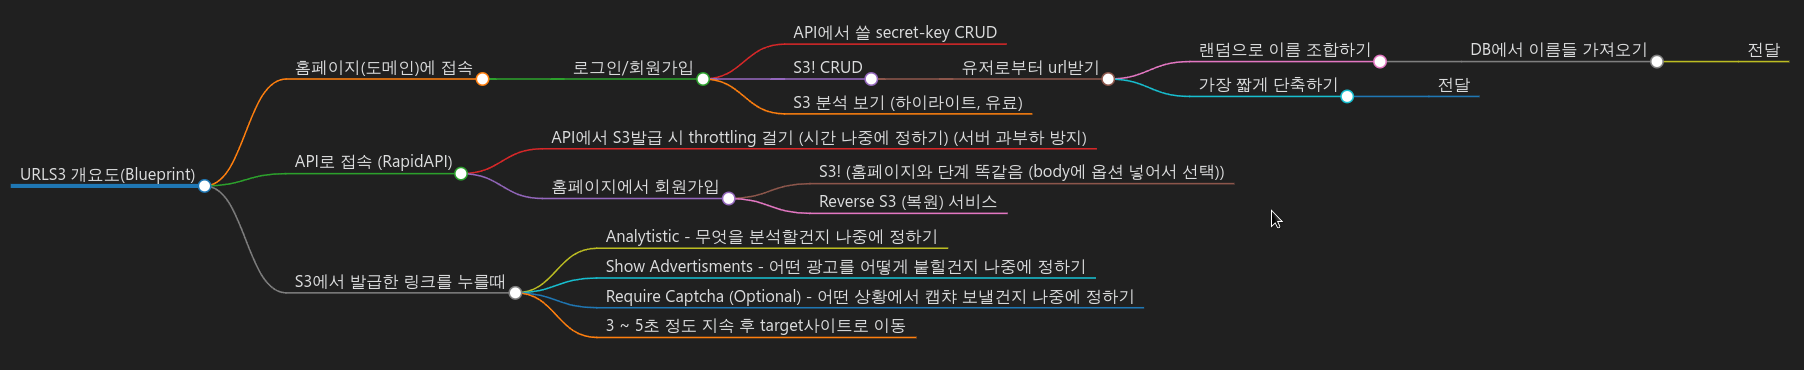 URLS3 개요도(Blueprint)
홈페이지(도메인)에 접속
로그인/회원가입
API에서 쓸 secret-key CRUD
S3! CRUD
유저로부터 url받기
랜덤으로 이름 조합하기
DB에서 이름들 가져오기
전달
가장 짧게 단축하기
전달
S3 분석 보기 (하이라이트, 유료)
API로 접속 (RapidAPI)
API에서 S3발급 시 throttling 걸기 (시간 나중에 정하기) (서버 과부하 방지)
홈페이지에서 회원가입
S3! (홈페이지와 단계 똑같음 (body에 옵션 넣어서 선택))
Reverse S3 (복원) 서비스
S3에서 발급한 링크를 누를때
Analytistic - 무엇을 분석할건지 나중에 정하기
Show Advertisments - 어떤 광고를 어떻게 붙힐건지 나중에 정하기
Require Captcha (Optional) - 어떤 상황에서 캡챠 보낼건지 나중에 정하기
3 ~ 5초 정도 지속 후 target사이트로 이동